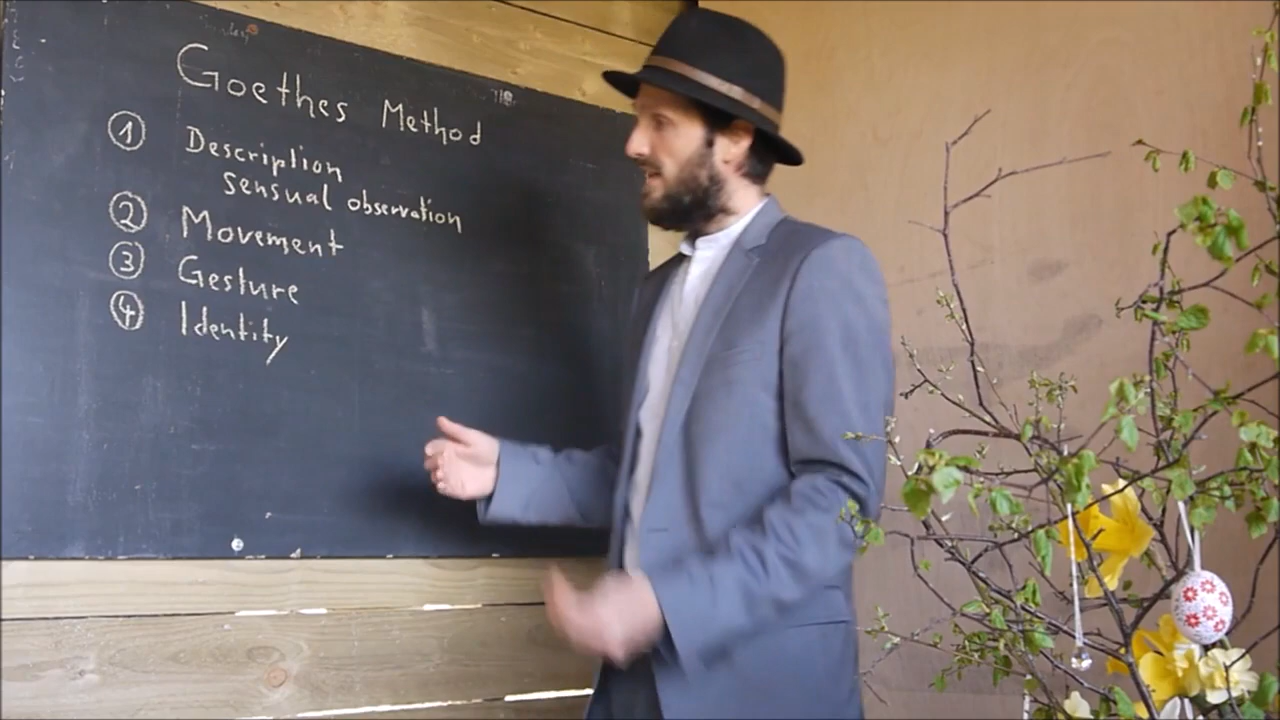 Goethes Method
① Description
sensual observation
② Movement
③ Gesture
④ Identity